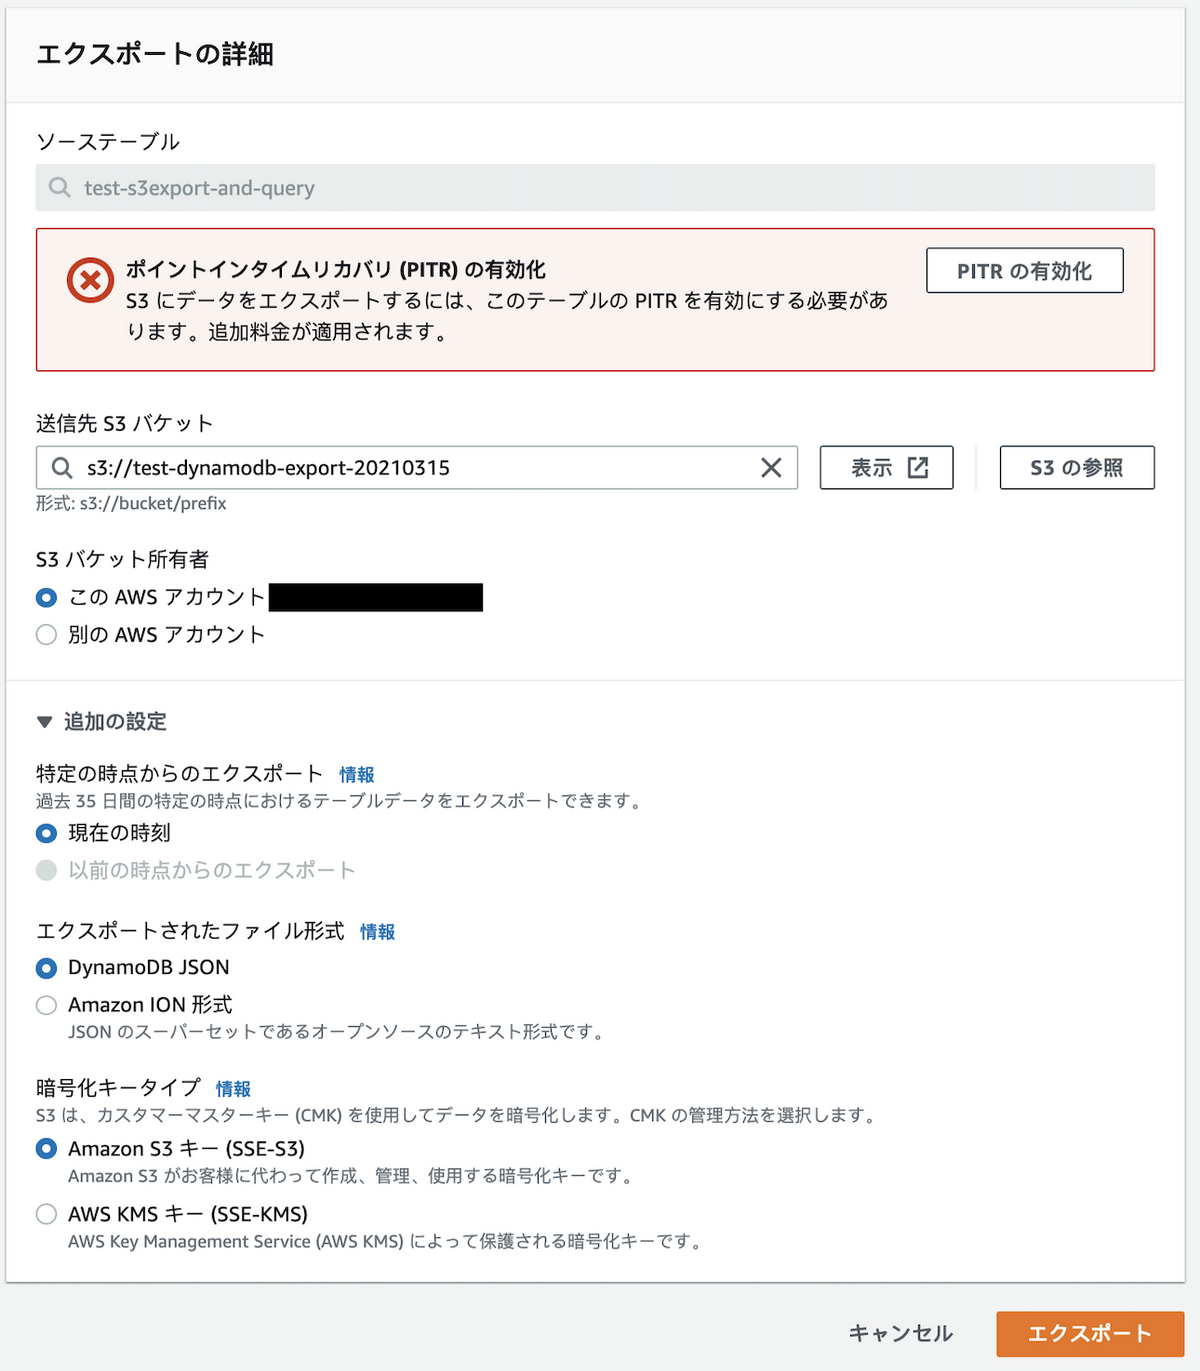 エクスポートの詳細
ソーステーブル
test-s3export-and-query
ポイントインタイムリカバリ (PITR) の有効化
S3 にデータをエクスポートするには、このテーブルの PITR を有効にする必要があ
ります。追加料金が適用されます。
PITR の有効化
送信先 S3 バケット
s3://test-dynamodb-export-20210315
表示
S3 の参照
形式: s3://bucket/prefix
S3 バケット所有者
この AWS アカウント
別の AWS アカウント
追加の設定
特定の時点からのエクスポート 情報
過去 35 日間の特定の時点におけるテーブルデータをエクスポートできます。
現在の時刻
以前の時点からのエクスポート
エクスポートされたファイル形式 情報
DynamoDB JSON
Amazon ION 形式
JSON のスーパーセットであるオープンソースのテキスト形式です。
暗号化キータイプ 情報
S3 は、カスタマーマスターキー (CMK) を使用してデータを暗号化します。CMK の管理方法を選択します。
Amazon S3 キー (SSE-S3)
Amazon S3 がお客様に代わって作成、管理、使用する暗号化キーです。
AWS KMS キー (SSE-KMS)
AWS Key Management Service (AWS KMS) によって保護される暗号化キーです。
キャンセル
エクスポート